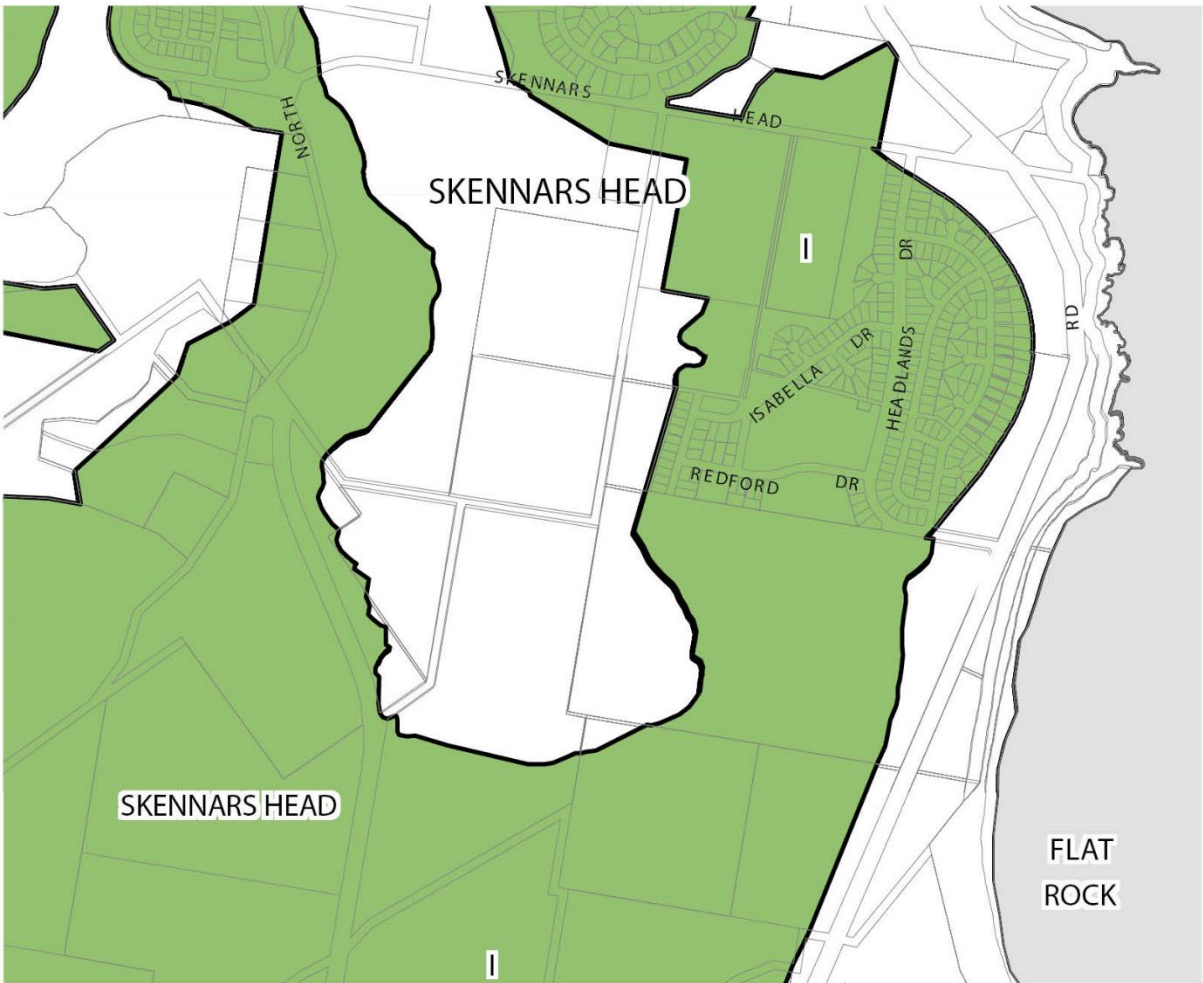 SKENNARS
HEAD
NORTH
SKENNARS HEAD
I
DR
RD
DR
HEADLANDS
ISABELLA
REDFORD
DR
SKENNARS HEAD
FLAT
ROCK
I